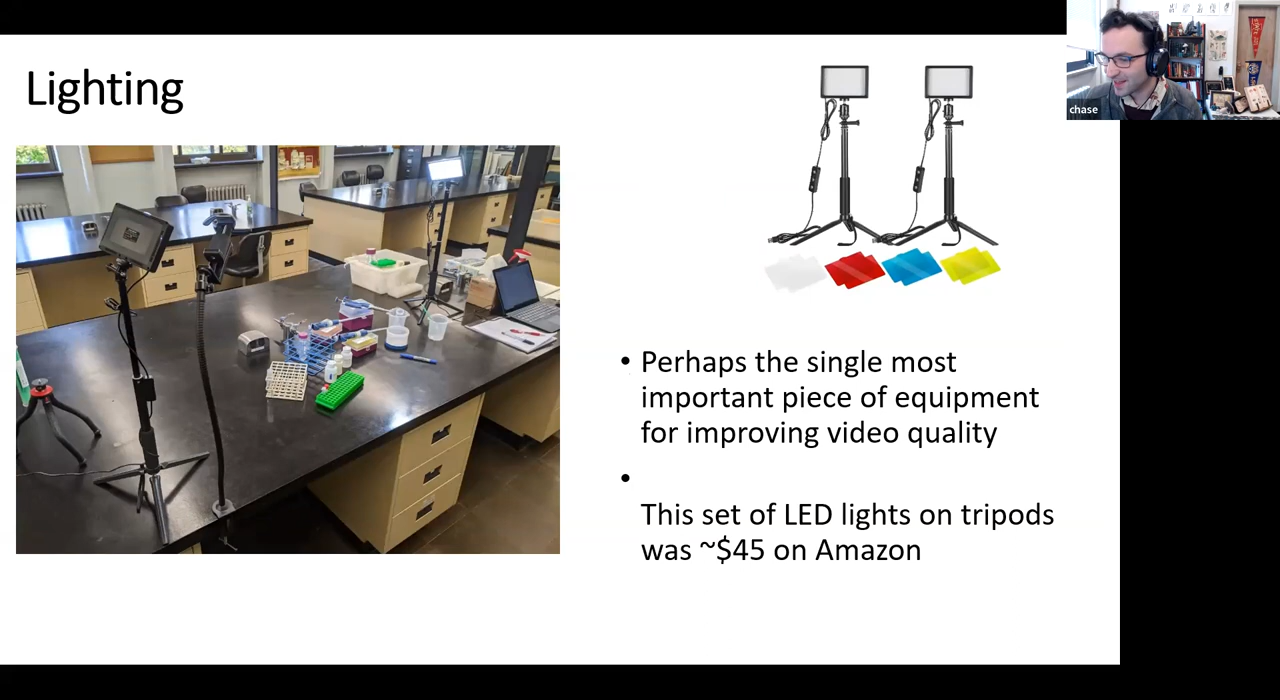 Lighting
chase
• Perhaps the single most
important piece of equipment
for improving video quality
•
This set of LED lights on tripods
was ~$45 on Amazon